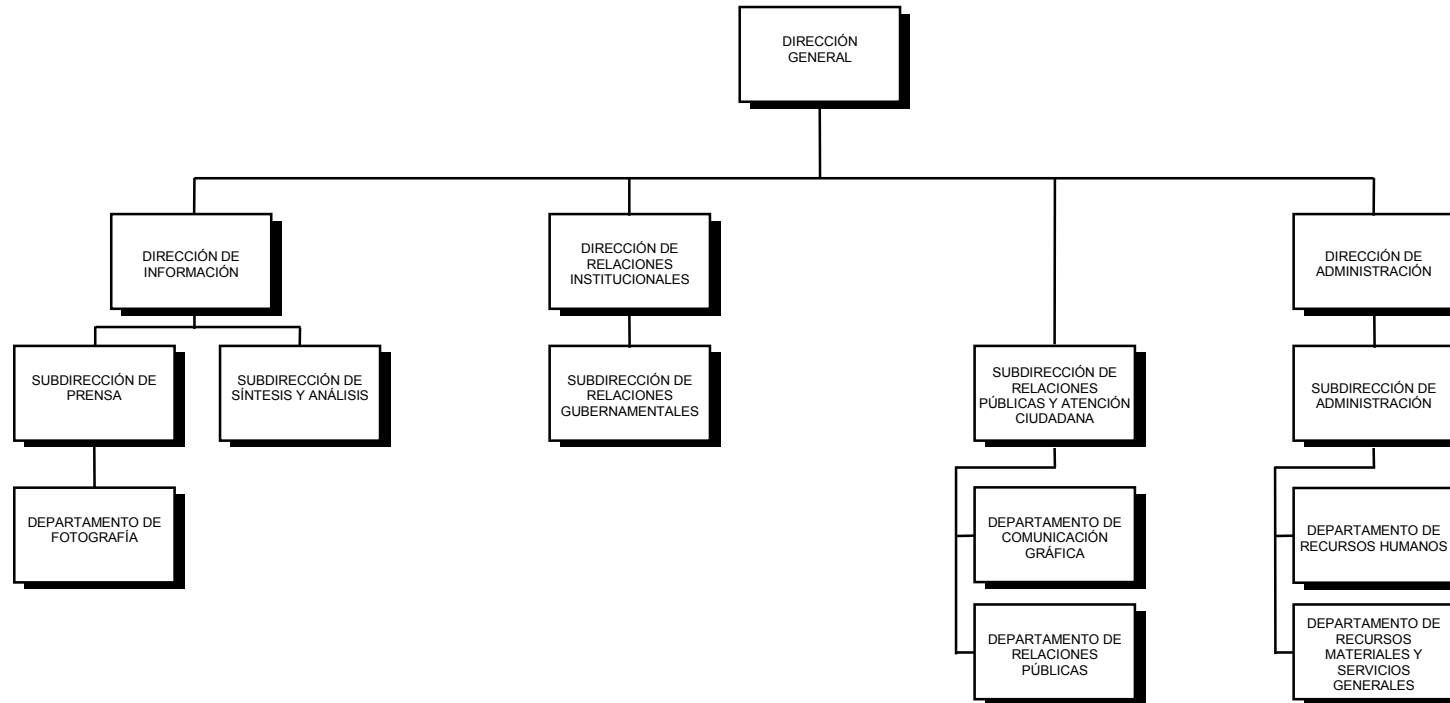 DIRECCIÓN
GENERAL
DIRECCIÓN DE
INFORMACIÓN
DIRECCIÓN DE
RELACIONES
INSTITUCIONALES
DIRECCIÓN DE
ADMINISTRACIÓN
SUBDIRECCIÓN DE
PRENSA
SUBDIRECCIÓN DE
SÍNTESIS Y ANÁLISIS
SUBDIRECCIÓN DE
RELACIONES
GUBERNAMENTALES
SUBDIRECCIÓN DE
RELACIONES
PÚBLICAS Y ATENCIÓN
CIUDADANA
SUBDIRECCIÓN DE
ADMINISTRACIÓN
DEPARTAMENTO DE
FOTOGRAFÍA
DEPARTAMENTO DE
COMUNICACIÓN
GRÁFICA
DEPARTAMENTO DE
RECURSOS HUMANOS
DEPARTAMENTO DE
RELACIONES
PÚBLICAS
DEPARTAMENTO DE
RECURSOS
MATERIALES Y
SERVICIOS
GENERALES